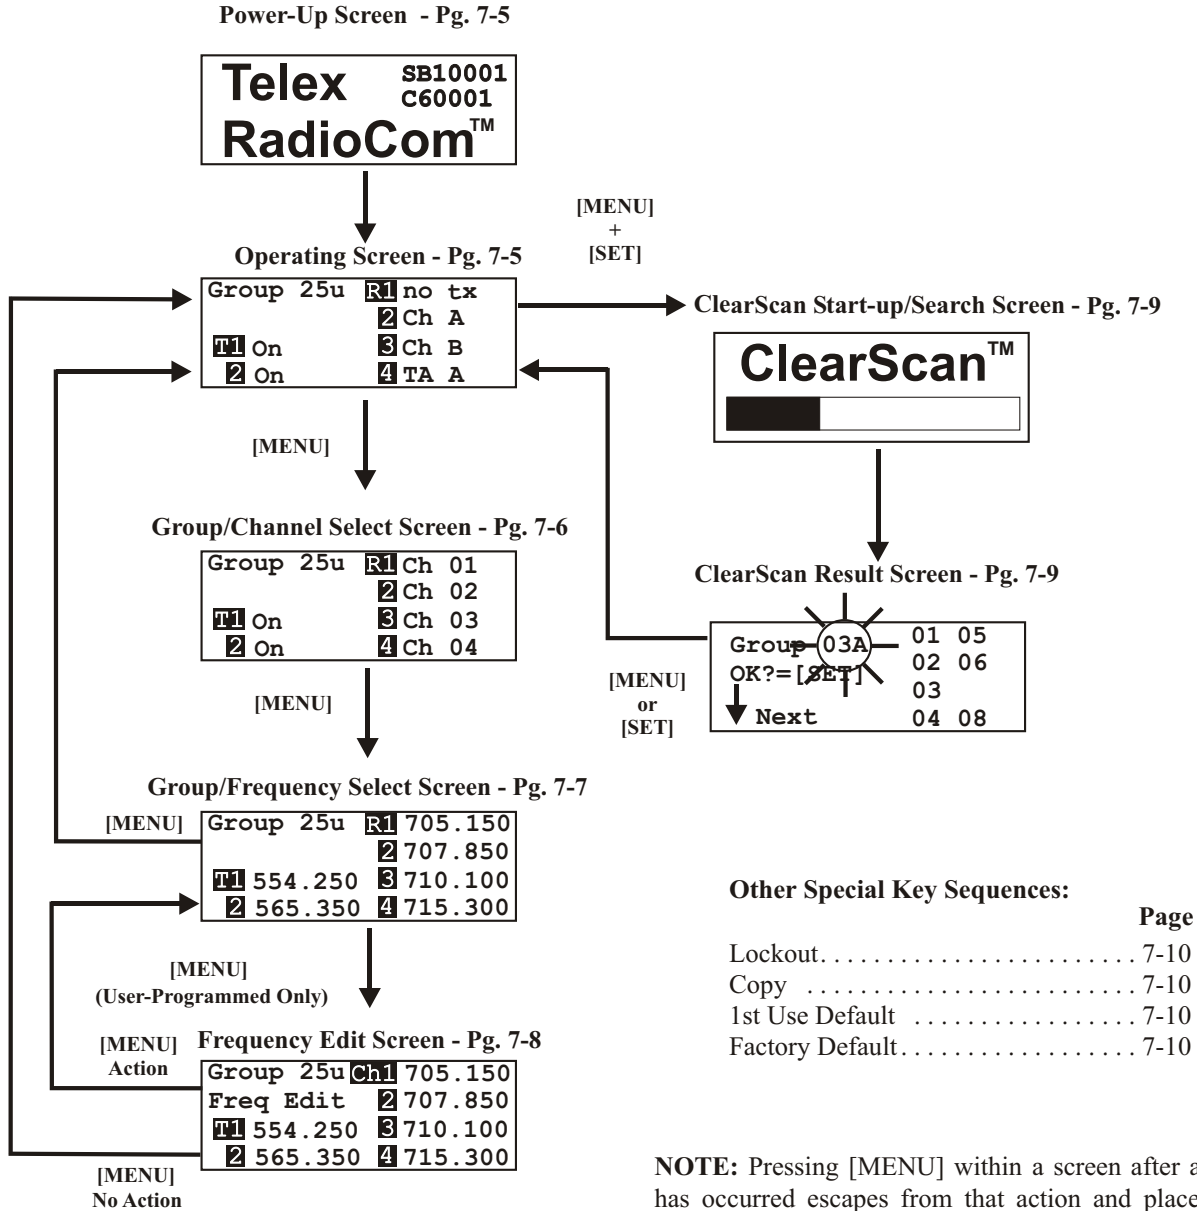 Power-Up Screen - Pg. 7-5
Telex SB10001
C60001
RadioCom™
[MENU]
+
[SET]
Operating Screen - Pg. 7-5
Group 25u R1 no tx
2 Ch A
T1 On 3 Ch B
2 On 4 TA A
ClearScan Start-up/Search Screen - Pg. 7-9
ClearScan™
[MENU]
Group/Channel Select Screen - Pg. 7-6
Group 25u R1 Ch 01
2 Ch 02
T1 On 3 Ch 03
2 On 4 Ch 04
ClearScan Result Screen - Pg. 7-9
Group 03A 01 05
OK?=[SET] 02 06
03
Next 04 08
[MENU]
or
[SET]
[MENU]
Group/Frequency Select Screen - Pg. 7-7
[MENU]
Group 25u R1 705.150
2 707.850
T1 554.250 3 710.100
2 565.350 4 715.300
[MENU]
(User-Programmed Only)
Frequency Edit Screen - Pg. 7-8
[MENU]
Action
Group 25u Ch1 705.150
Freq Edit 2 707.850
T1 554.250 3 710.100
2 565.350 4 715.300
[MENU]
No Action
Other Special Key Sequences:
Page
Lockout. . . . . . . . . . . . . . . . . . . . . . . . . 7-10
Copy . . . . . . . . . . . . . . . . . . . . . . . . . . 7-10
1st Use Default . . . . . . . . . . . . . . . . . . 7-10
Factory Default . . . . . . . . . . . . . . . . . . . 7-10
NOTE: Pressing [MENU] within a screen after a
has occurred escapes from that action and place